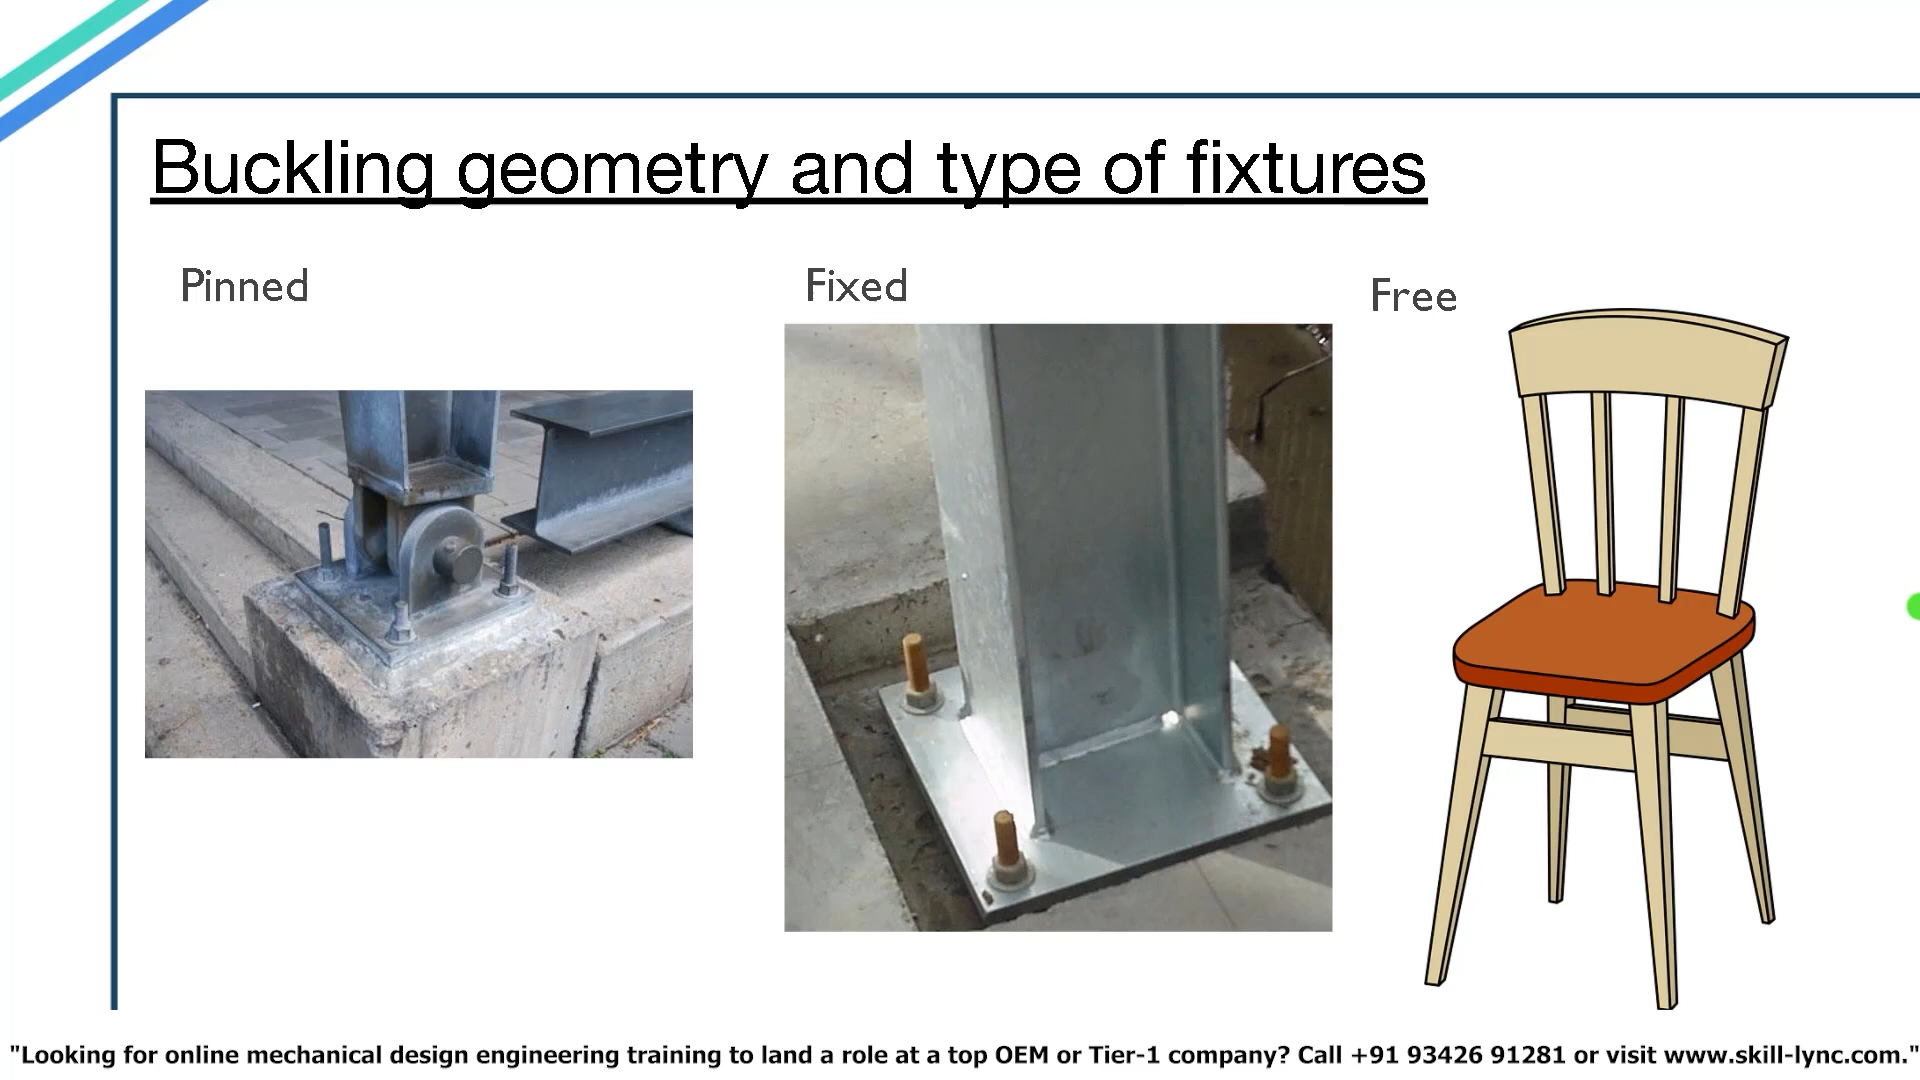 Buckling geometry and type of fixtures
Pinned
Fixed
Free
"Looking for online mechanical design engineering training to land a role at a top OEM or Tier-1 company? Call +91 93426 91281 or visit www.skill-lync.com."